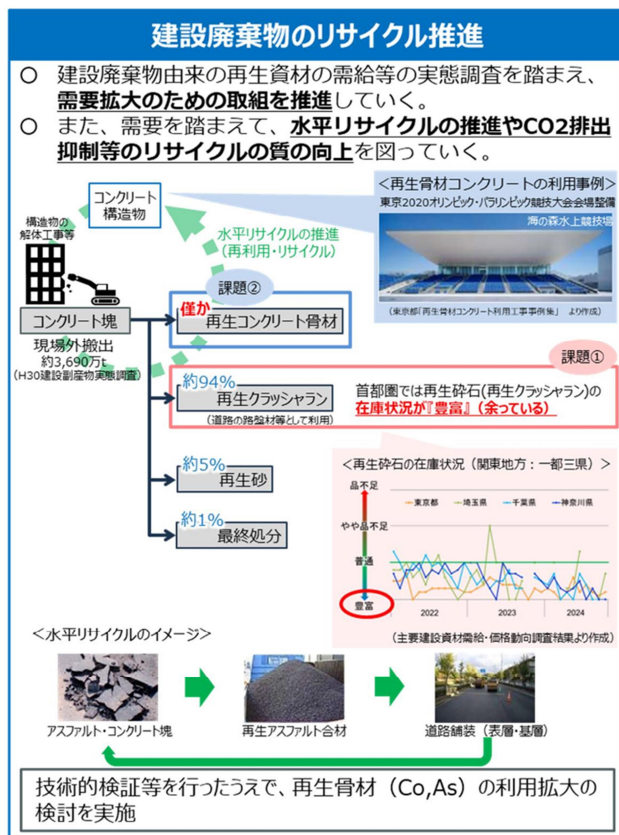 建設廃棄物のリサイクル推進
○ 建設廃棄物由来の再生資材の需給等の実態調査を踏まえ、
需要拡大のための取組を推進していく。
○ また、需要を踏まえて、水平リサイクルの推進やCO2排出
抑制等のリサイクルの質の向上を図っていく。
コンクリート
構造物
構造物の
解体工事等
水平リサイクルの推進
(再利用・リサイクル)
<再生骨材コンクリートの利用事例>
東京2020オリンピック・パラリンピック競技大会会場整備
海の森水上競技場
(東京都「再生骨材コンクリート利用工事事例集」 より作成)
コンクリート塊
現場外搬出
約3,690万t
(H30建設副産物実態調査)
課題②
僅か
再生コンクリート骨材
課題①
約94%
再生クラッシャラン
(道路の路盤材等として利用)
首都圏では再生砕石(再生クラッシャラン)の
在庫状況が『豊富』(余っている)
約5%
再生砂
約1%
最終処分
<再生砕石の在庫状況(関東地方:一都三県)>
品不足
東京都 埼玉県 千葉県 神奈川県
やや品不足
普通
豊富
2022 2023 2024
(主要建設資材需給・価格動向調査結果より作成)
<水平リサイクルのイメージ>
アスファルト・コンクリート塊
再生アスファルト合材
道路舗装(表層・基層)
技術的検証等を行ったうえで、再生骨材(Co,As)の利用拡大の
検討を実施